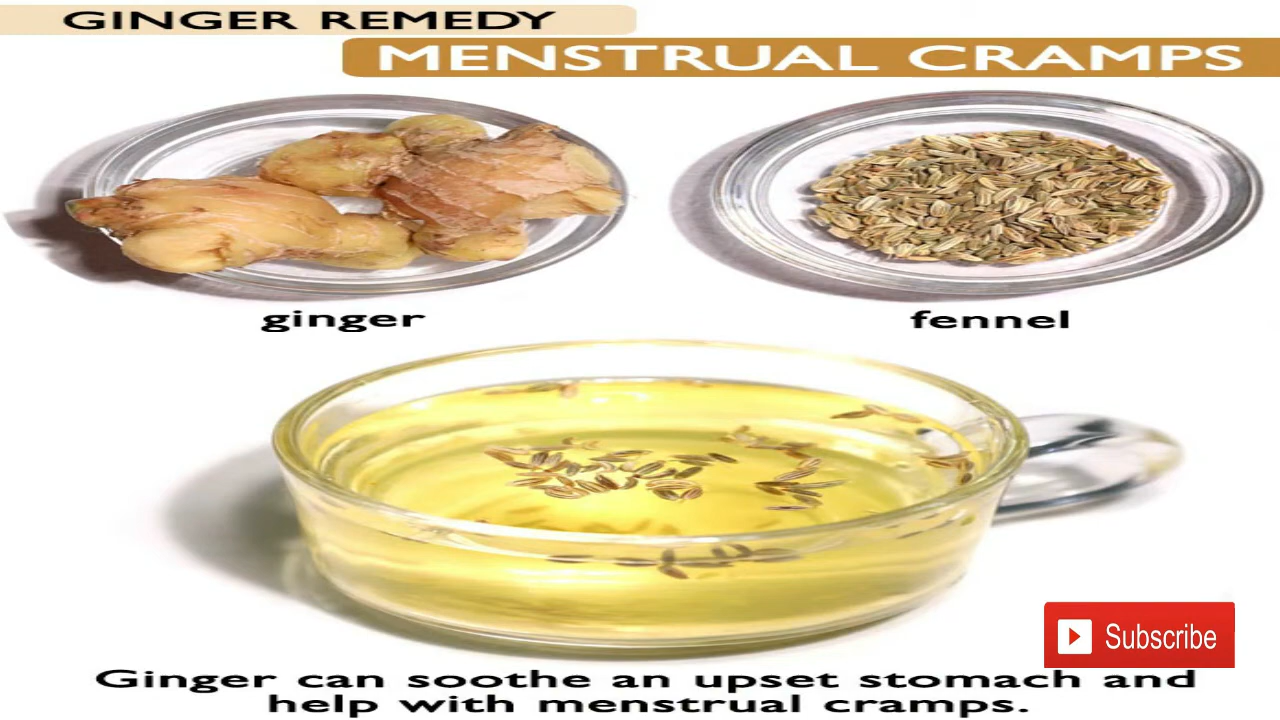 GINGER REMEDY
MENSTRUAL CRAMPS
ginger
fennel
Subscribe
Ginger can soothe an upset stomach and
help with menstrual cramps.